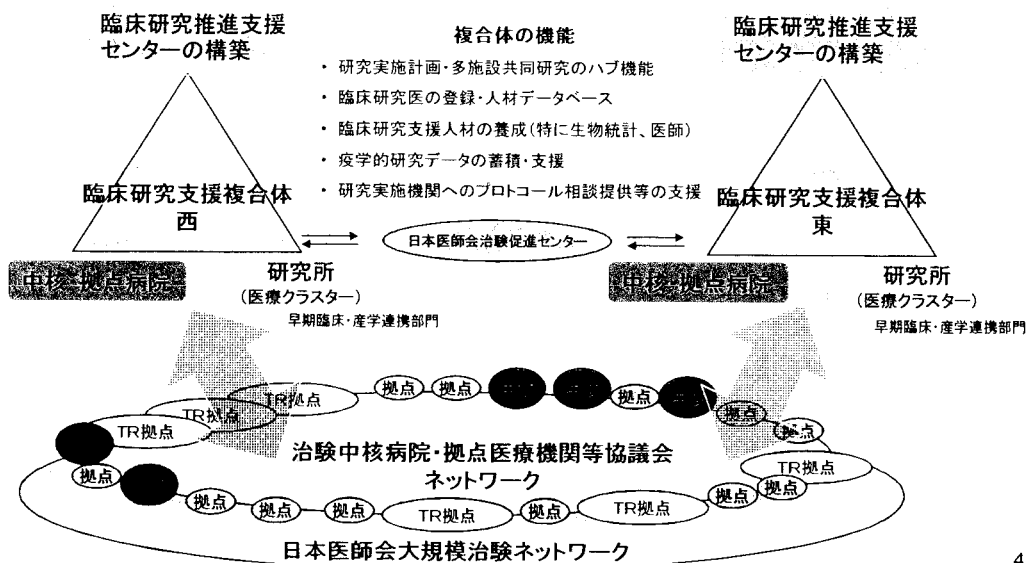 臨床研究推進支援
センターの構築
複合体の機能
臨床研究推進支援
センターの構築
・ 研究実施計画・多施設共同研究のハブ機能
・ 臨床研究医の登録・人材データベース
・ 臨床研究支援人材の養成(特に生物統計、医師)
・ 疫学的研究データの蓄積・支援
・ 研究実施機関へのプロトコール相談提供等の支援
臨床研究支援複合体
西
日本医師会治験促進センター
臨床研究支援複合体
東
中核・拠点病院
研究所
(医療クラスター)
早期臨床・産学連携部門
中核・拠点病院
研究所
(医療クラスター)
早期臨床・産学連携部門
拠点
拠点
拠点
拠点
拠点
TR拠点
TR拠点
TR拠点
TR拠点
治験中核病院・拠点医療機関等協議会
ネットワーク
拠点
拠点
拠点
拠点
TR拠点
拠点
TR拠点
拠点
拠点
日本医師会大規模治験ネットワーク
4